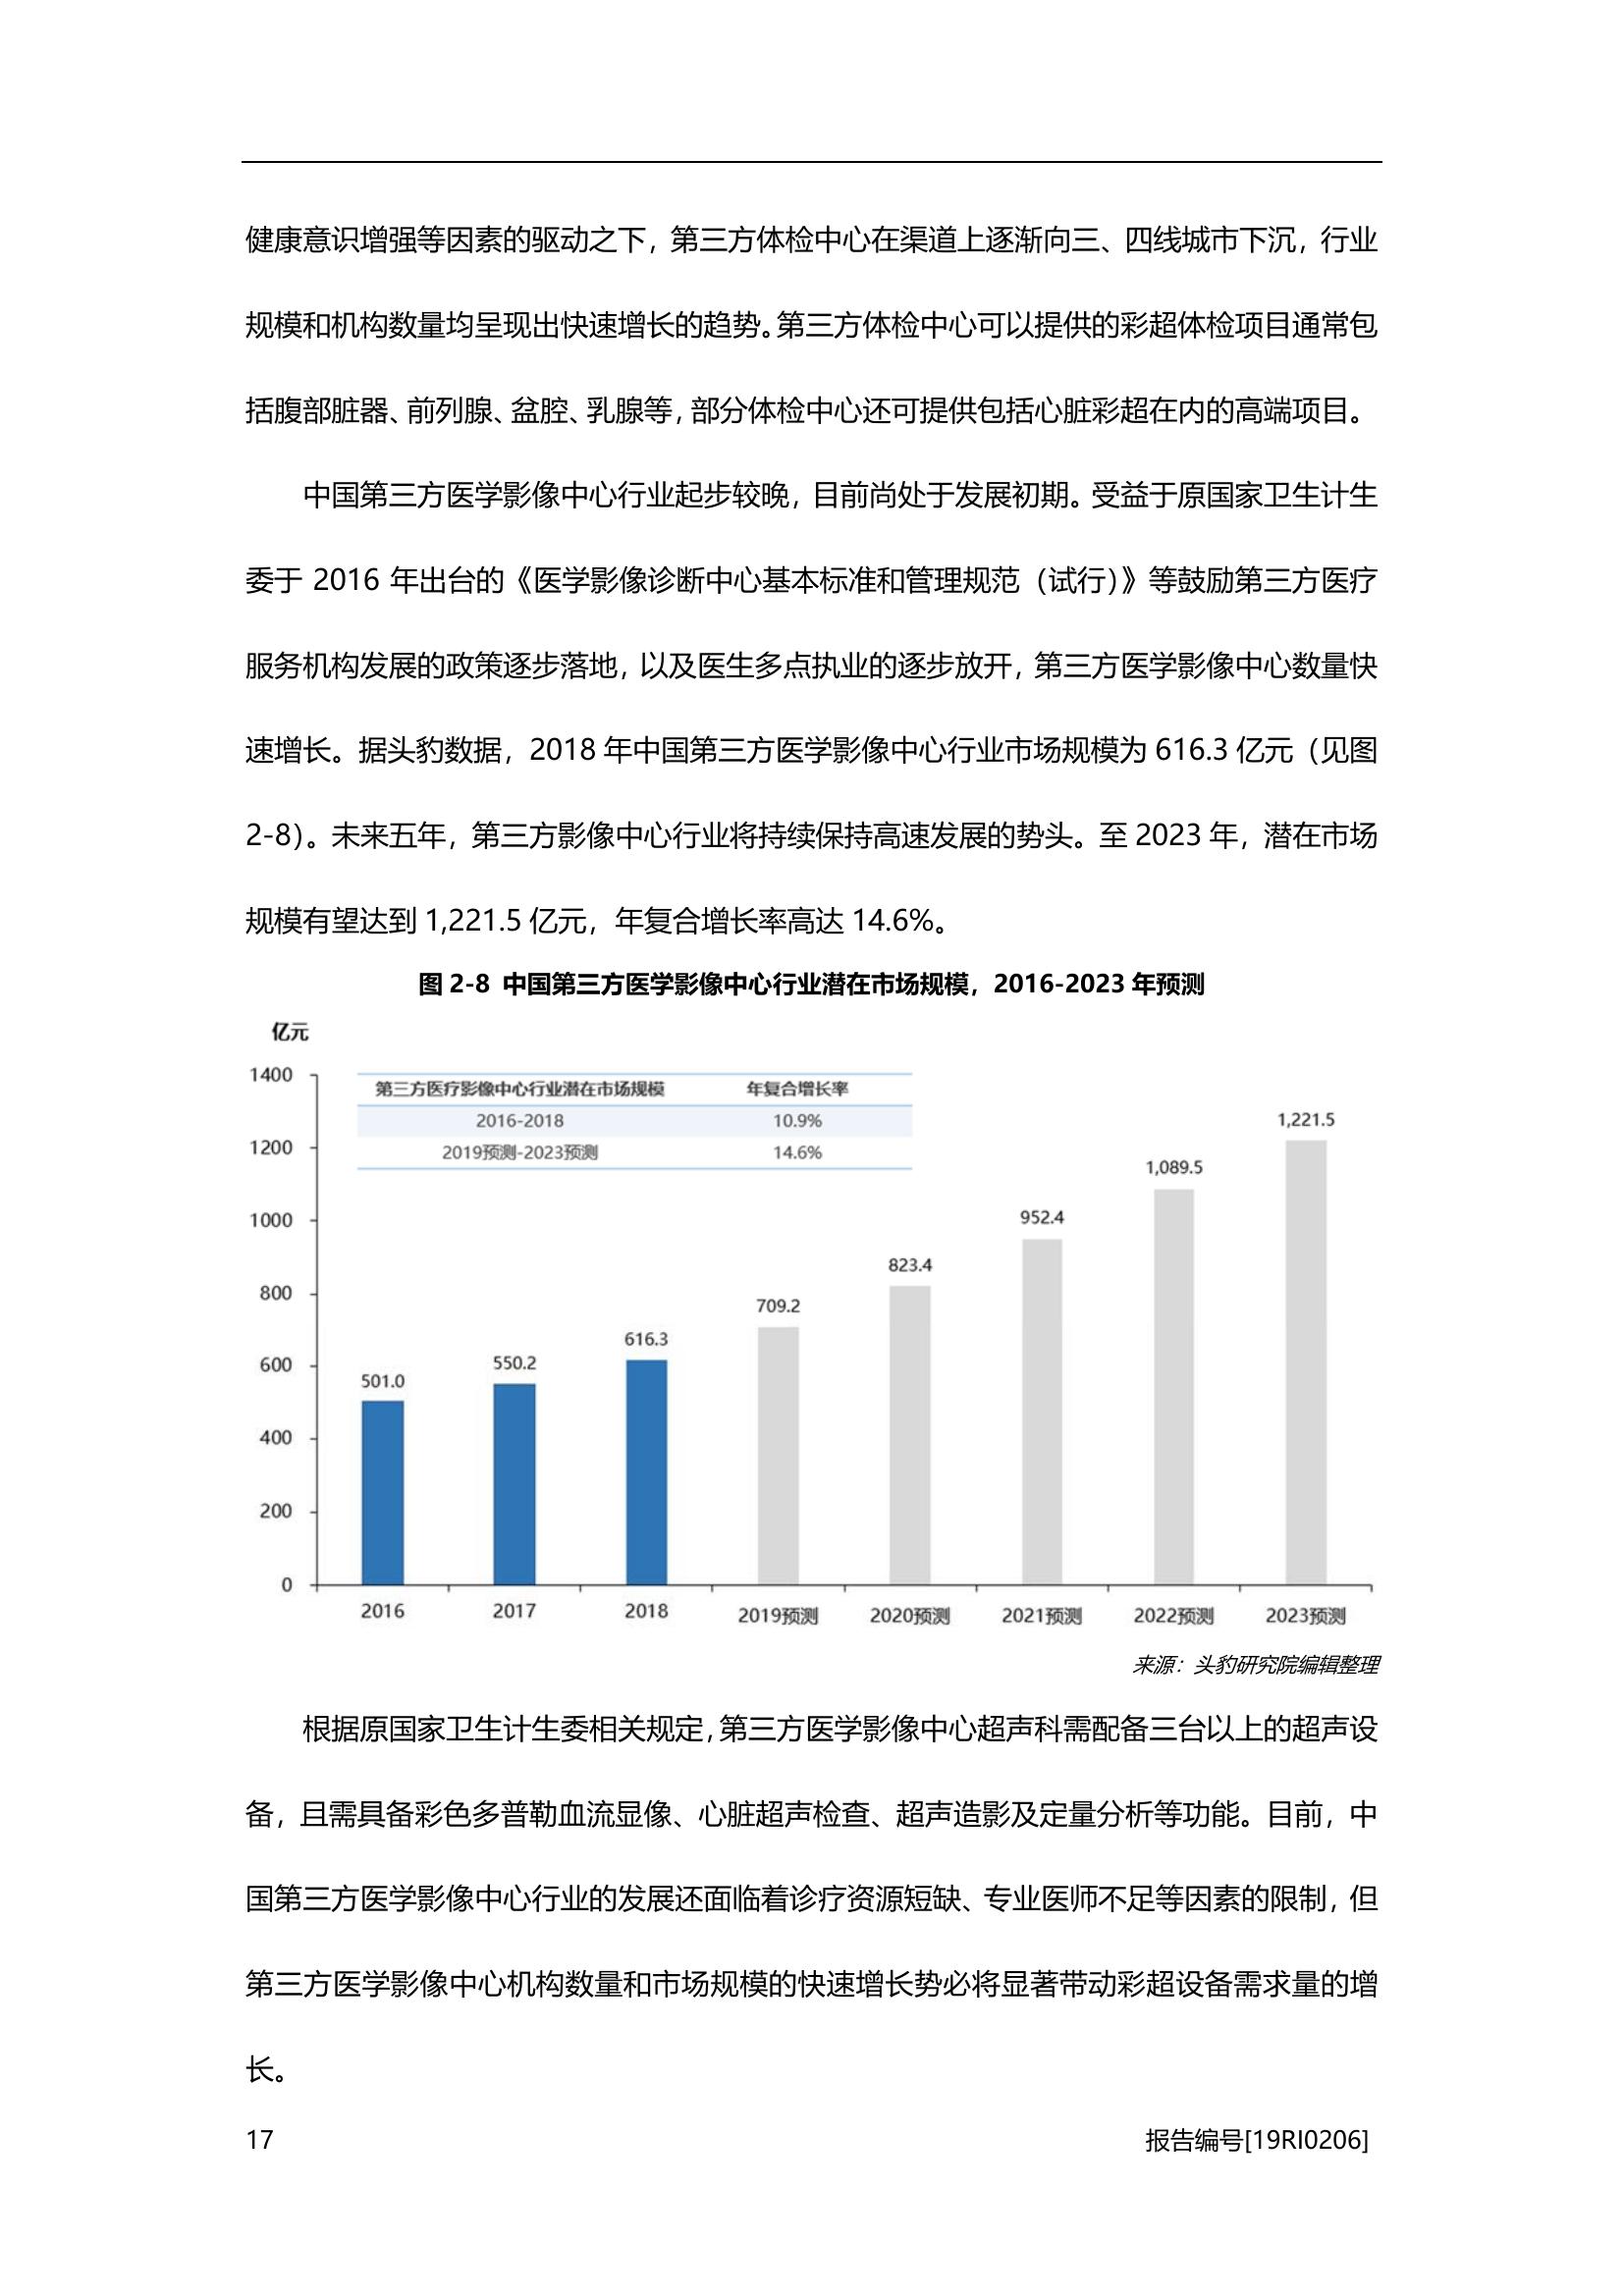 健康意识增强等因素的驱动之下，第三方体检中心在渠道上逐渐向三、四线城市下沉，行业
规模和机构数量均呈现出快速增长的趋势。第三方体检中心可以提供的彩超体检项目通常包
括腹部脏器、前列腺、盆腔、乳腺等，部分体检中心还可提供包括心脏彩超在内的高端项目。
中国第三方医学影像中心行业起步较晚，目前尚处于发展初期。受益于原国家卫生计生
委于 2016 年出台的《医学影像诊断中心基本标准和管理规范（试行）》等鼓励第三方医疗
服务机构发展的政策逐步落地，以及医生多点执业的逐步放开，第三方医学影像中心数量快
速增长。据头豹数据，2018 年中国第三方医学影像中心行业市场规模为 616.3 亿元（见图
2-8）。未来五年，第三方影像中心行业将持续保持高速发展的势头。至 2023 年，潜在市场
规模有望达到 1,221.5 亿元，年复合增长率高达 14.6%。
图 2-8 中国第三方医学影像中心行业潜在市场规模，2016-2023 年预测
亿元
1400
1200
1000
800
600
400
200
0
第三方医疗影像中心行业潜在市场规模 年复合增长率
2016-2018 10.9%
2019预测-2023预测 14.6%
501.0
550.2
616.3
709.2
823.4
952.4
1,089.5
1,221.5
2016 2017 2018 2019预测 2020预测 2021预测 2022预测 2023预测
来源：头豹研究院编辑整理
根据原国家卫生计生委相关规定，第三方医学影像中心超声科需配备三台以上的超声设
备，且需具备彩色多普勒血流显像、心脏超声检查、超声造影及定量分析等功能。目前，中
国第三方医学影像中心行业的发展还面临着诊疗资源短缺、专业医师不足等因素的限制，但
第三方医学影像中心机构数量和市场规模的快速增长势必将显著带动彩超设备需求量的增
长。
17 报告编号[19RI0206]